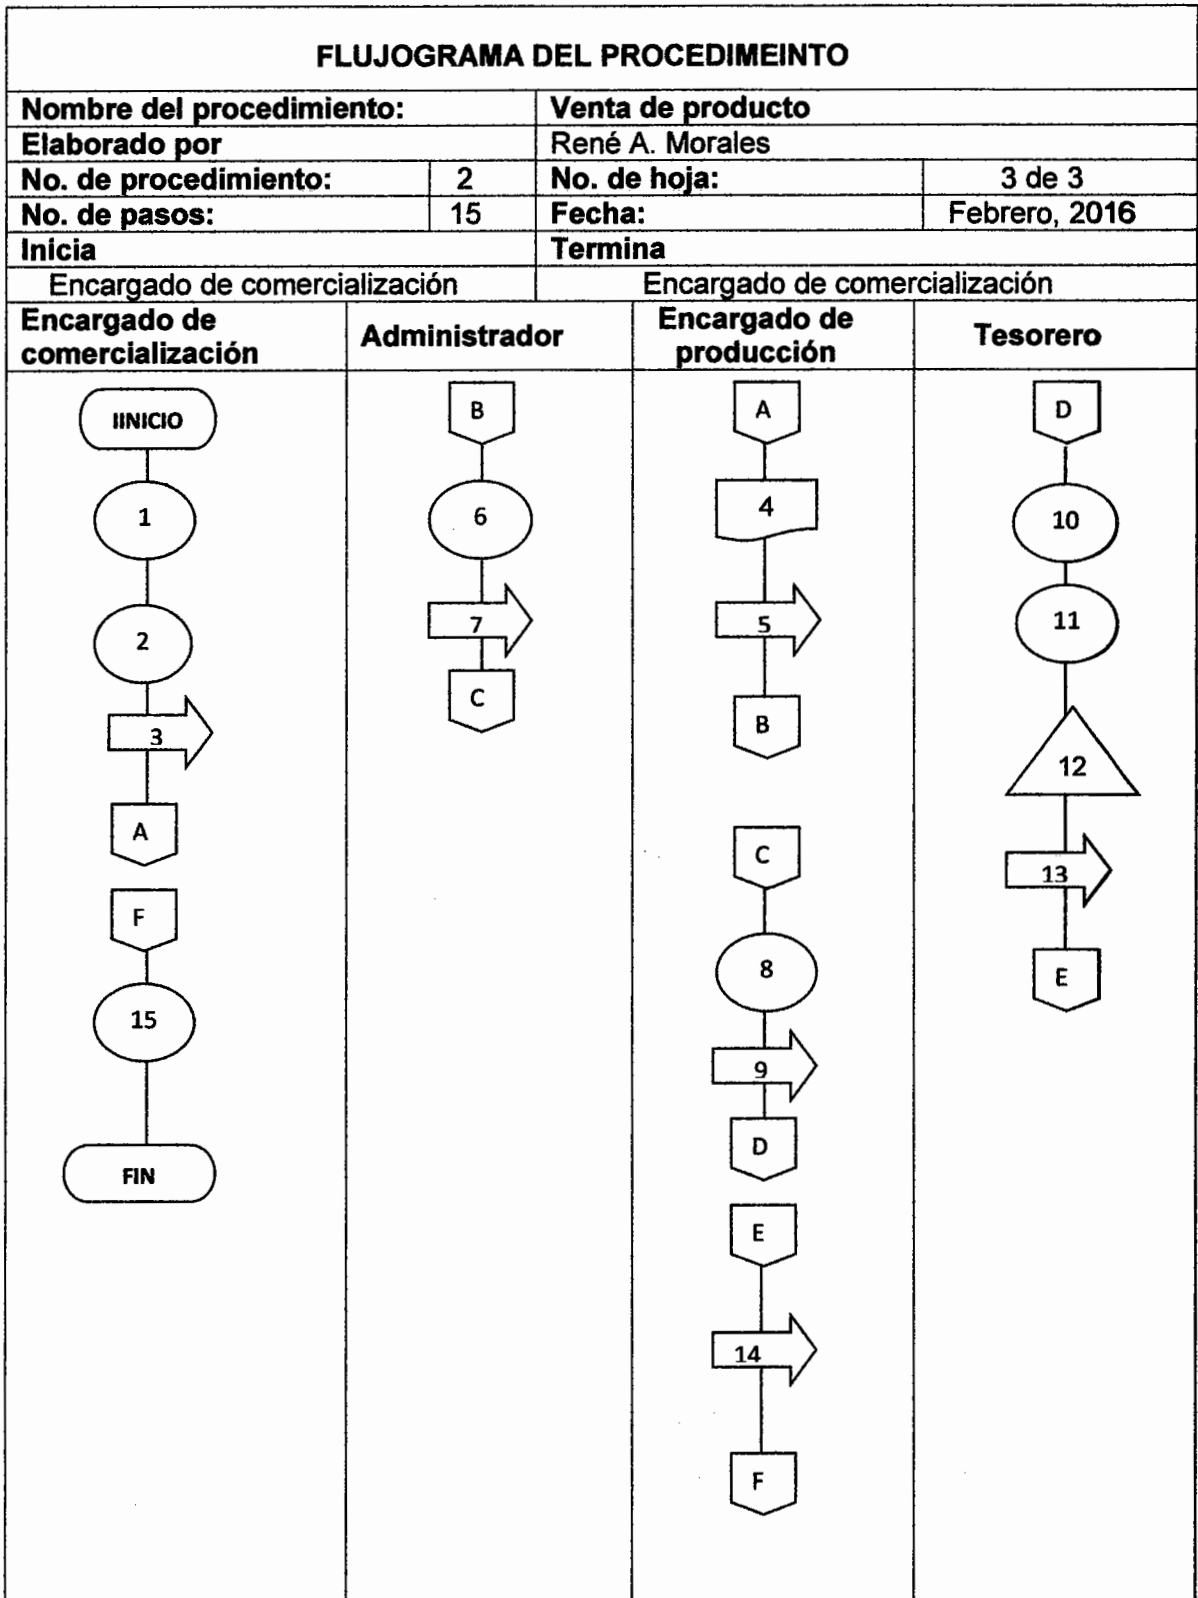 FLUJOGRAMA DEL PROCEDIMEINTO
Nombre del procedimiento: Venta de producto
Elaborado por René A. Morales
No. de procedimiento: 2 No. de hoja: 3 de 3
No. de pasos: 15 Fecha: Febrero, 2016
Inicia Termina
Encargado de comercialización Encargado de comercialización
Encargado de comercialización Administrador Encargado de producción Tesorero
IINICIO
1
2
3
A
F
15
FIN
B
6
7
C
A
4
5
B
C
8
9
D
E
14
F
D
10
11
12
13
E